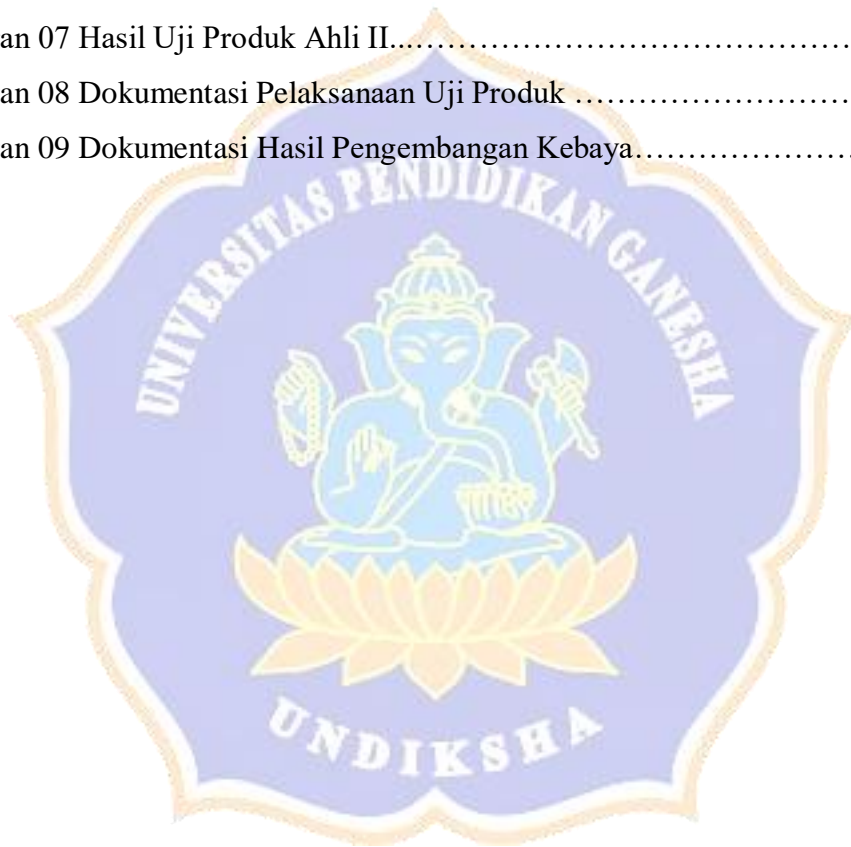 an 07 Hasil Uji Produk Ahli II...……………………………………
an 08 Dokumentasi Pelaksanaan Uji Produk ………………………
an 09 Dokumentasi Hasil Pengembangan Kebaya…………………
UNIVERSITAS PENDIDIKAN GANESHA
UNDIKSHA